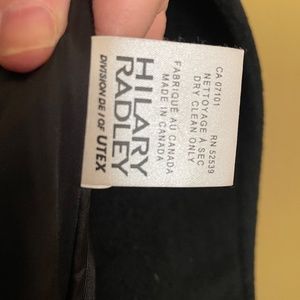 HILARY
RADLEY
DIVISION DE / OF UTEX
FABRIQUÉ AU CANADA
MADE IN CANADA
CA 07101 RN 52539
NETTOYAGE À SEC
DRY CLEAN ONLY